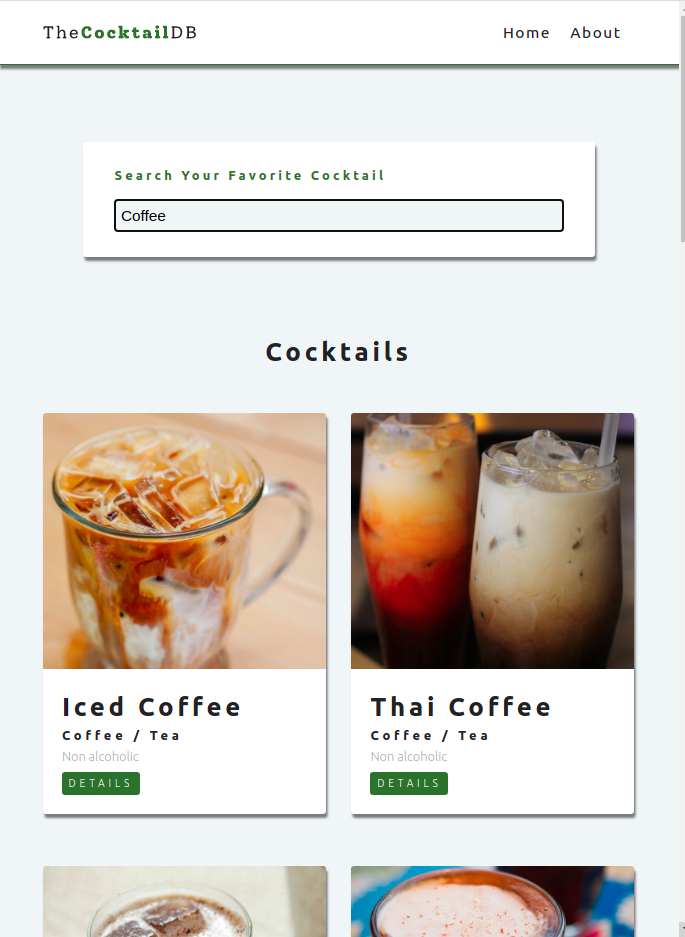 TheCocktailDB
Home About
Search Your Favorite Cocktail
Coffee
Cocktails
Iced Coffee
Coffee / Tea
Non alcoholic
DETAILS
Thai Coffee
Coffee / Tea
Non alcoholic
DETAILS